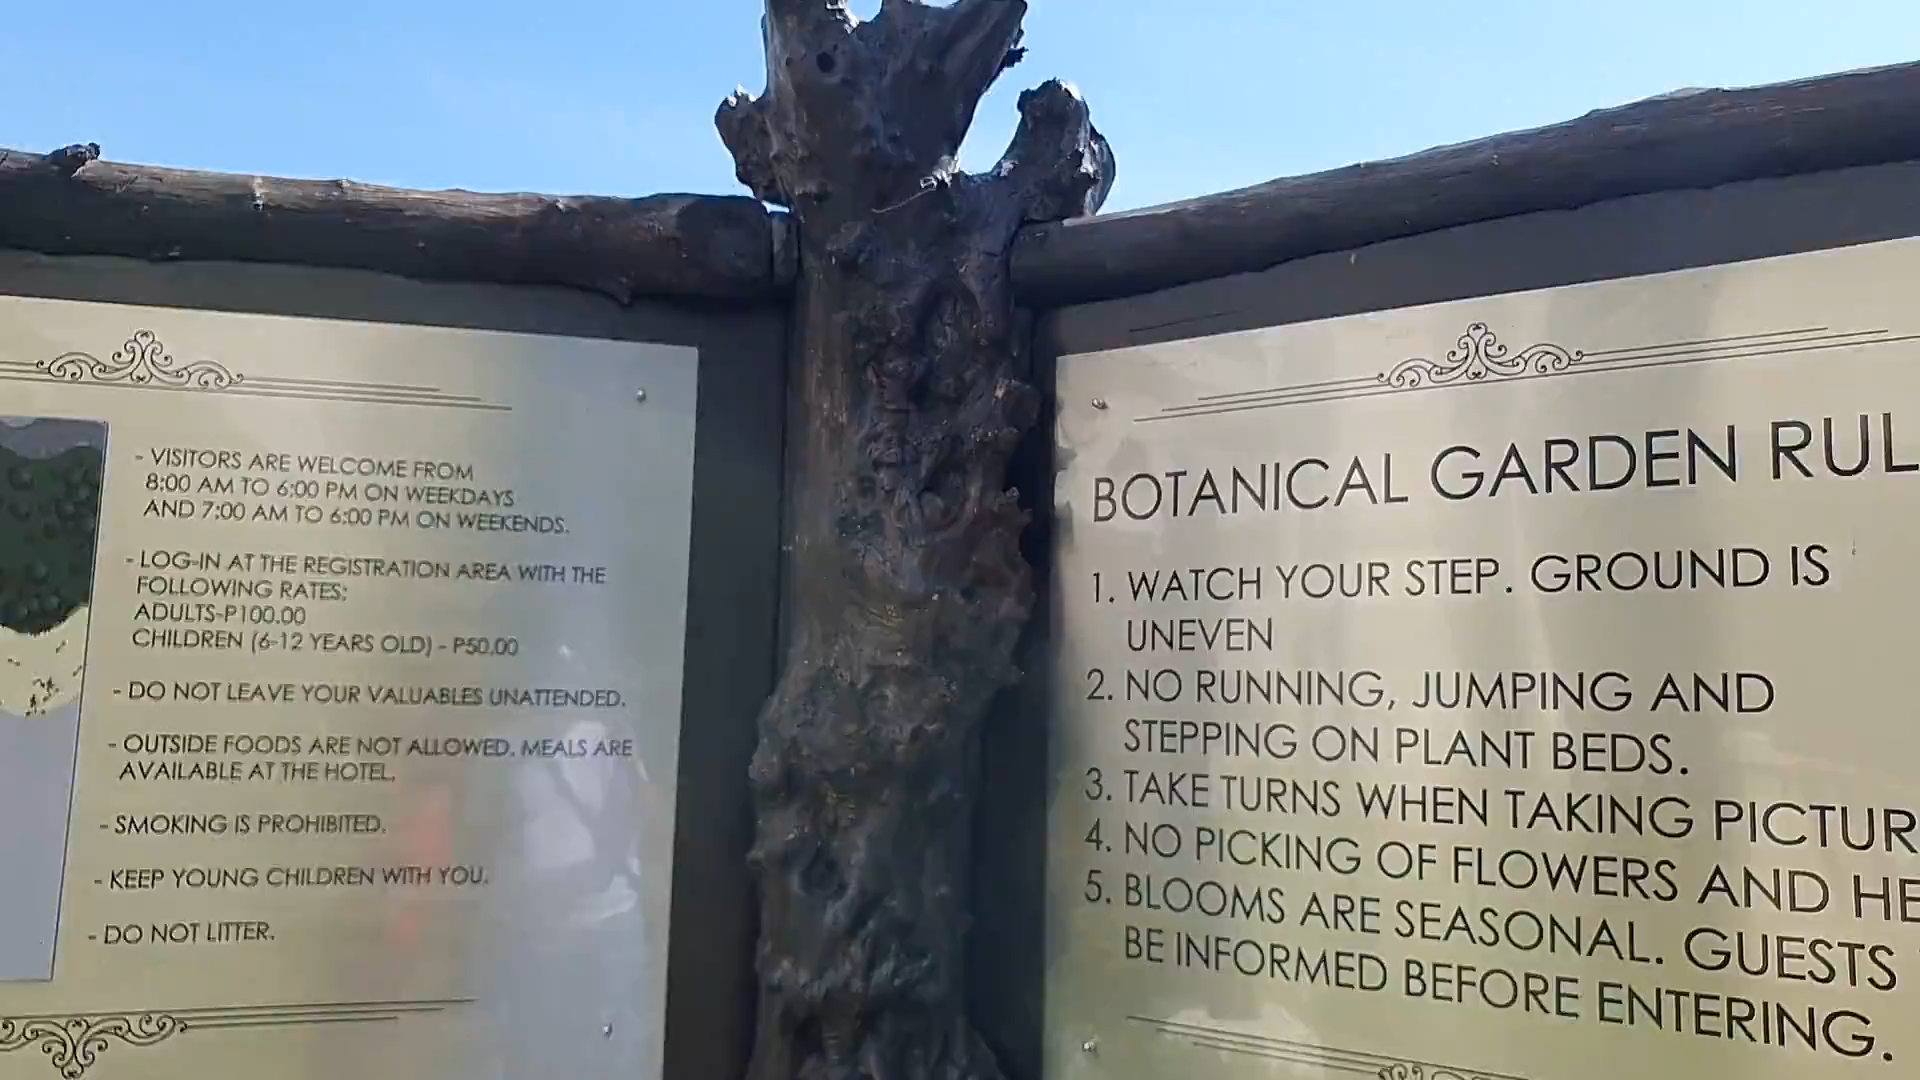 - VISITORS ARE WELCOME FROM
8:00 AM TO 6:00 PM ON WEEKDAYS
AND 7:00 AM TO 6:00 PM ON WEEKENDS.
- LOG-IN AT THE REGISTRATION AREA WITH THE
FOLLOWING RATES:
ADULTS-P100.00
CHILDREN (6-12 YEARS OLD) - P50.00
- DO NOT LEAVE YOUR VALUABLES UNATTENDED.
- OUTSIDE FOODS ARE NOT ALLOWED. MEALS ARE
AVAILABLE AT THE HOTEL.
- SMOKING IS PROHIBITED.
- KEEP YOUNG CHILDREN WITH YOU.
- DO NOT LITTER.
BOTANICAL GARDEN RUL
1. WATCH YOUR STEP. GROUND IS
UNEVEN
2. NO RUNNING, JUMPING AND
STEPPING ON PLANT BEDS.
3. TAKE TURNS WHEN TAKING PICTUR
4. NO PICKING OF FLOWERS AND HE
5. BLOOMS ARE SEASONAL. GUESTS
BE INFORMED BEFORE ENTERING.